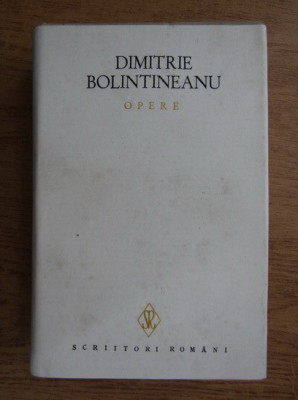 DIMITRIE
BOLINTINEANU
OPERE
SCRIITORI ROMÂNI